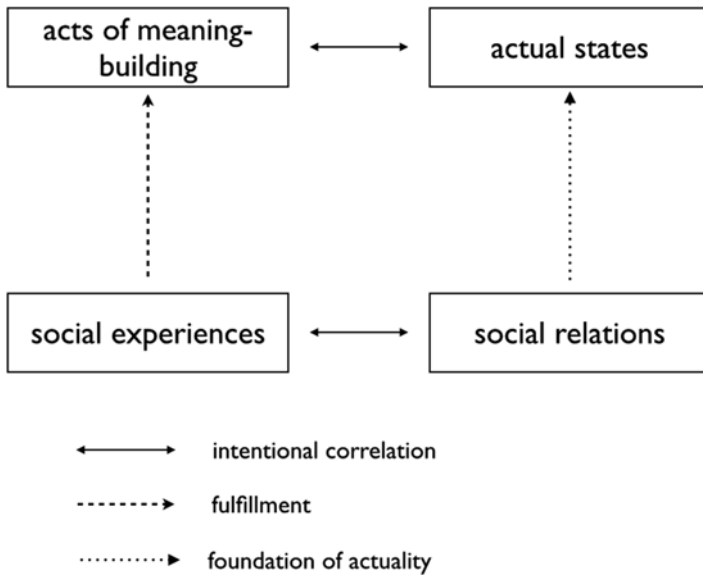 acts of meaning-
building
actual states
social experiences
social relations
intentional correlation
fulfillment
foundation of actuality